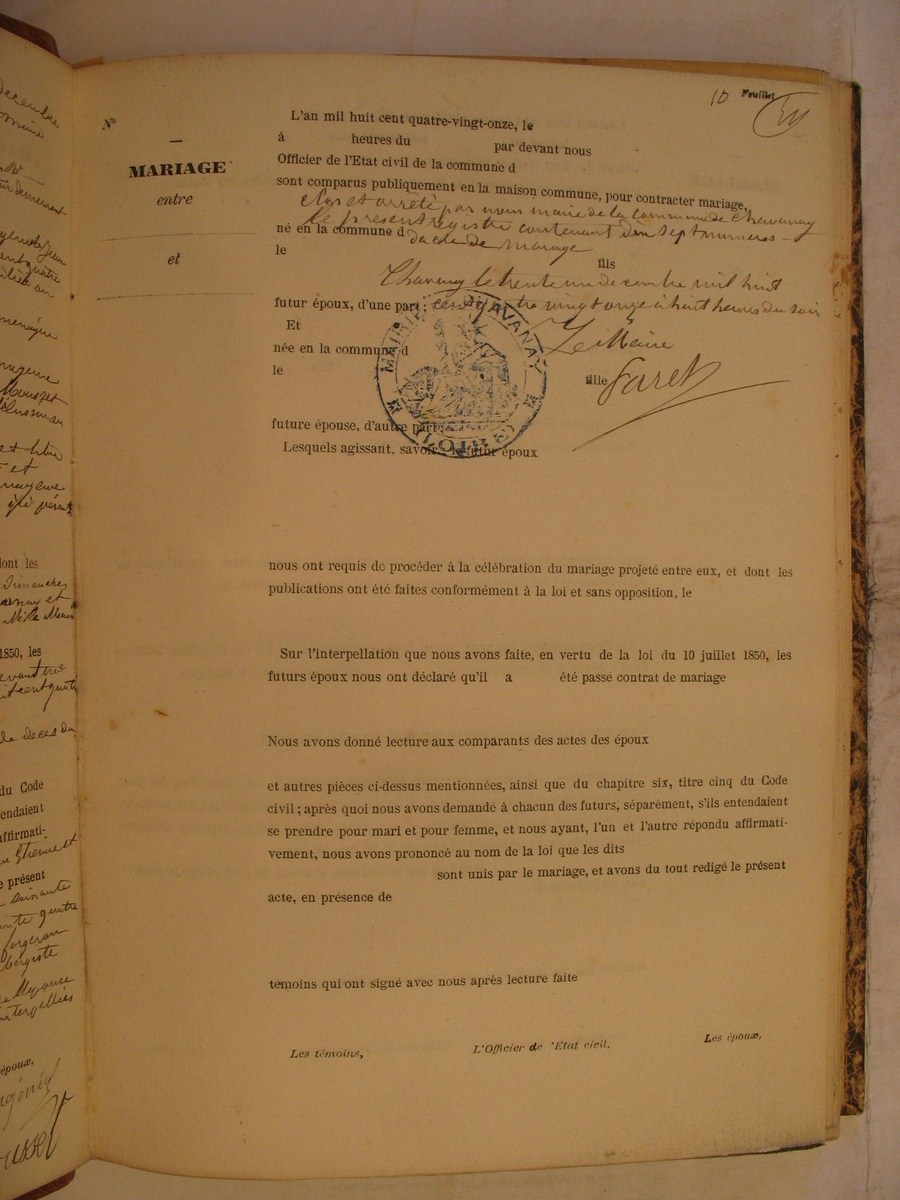 10 Feuillet
N°
MARIAGE
entre
et
L'an mil huit cent quatre-vingt-onze, le
à heures du par devant nous
Officier de l'Etat civil de la commune d
sont comparus publiquement en la maison commune, pour contracter mariage,
Clos et arrêté par nous maire de la Commune de Chavanay
le présent registre contenant dix sept numéros
né en la commune d
d'acte de mariage
le
fils
Chavanay le trente un décembre mil huit
futur époux, d'une part; cent quatre vingt onze à huit heures du soir
Et
Le Maire
née en la commune d
le
fille
Faret
MAIRIE DE CHAVANAY
(LOIRE)
future épouse, d'autre part;
Lesquels agissant, savoir: le futur époux
nous ont requis de procéder à la célébration du mariage projeté entre eux, et dont les
publications ont été faites conformément à la loi et sans opposition, le
Sur l'interpellation que nous avons faite, en vertu de la loi du 10 juillet 1850, les
futurs époux nous ont déclaré qu'il a été passé contrat de mariage
Nous avons donné lecture aux comparants des actes des époux
et autres pièces ci-dessus mentionnées, ainsi que du chapitre six, titre cinq du Code
civil; après quoi nous avons demandé à chacun des futurs, séparément, s'ils entendaient
se prendre pour mari et pour femme, et nous ayant, l'un et l'autre répondu affirmati-
vement, nous avons prononcé au nom de la loi que les dits
sont unis par le mariage, et avons du tout redigé le présent
acte, en présence de
témoins qui ont signé avec nous après lecture faite
Les témoins, L'Officier de 'Etat civil. Les époux,